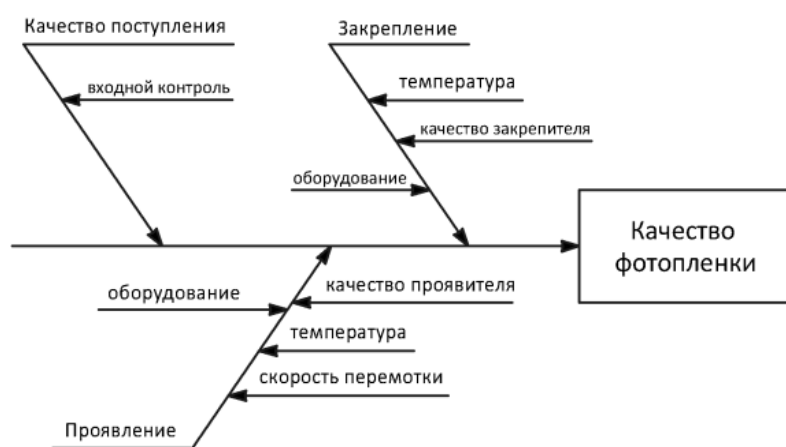 Качество поступления
входной контроль
Закрепление
температура
качество закрепителя
оборудование
Качество
фотопленки
оборудование
качество проявителя
температура
скорость перемотки
Проявление